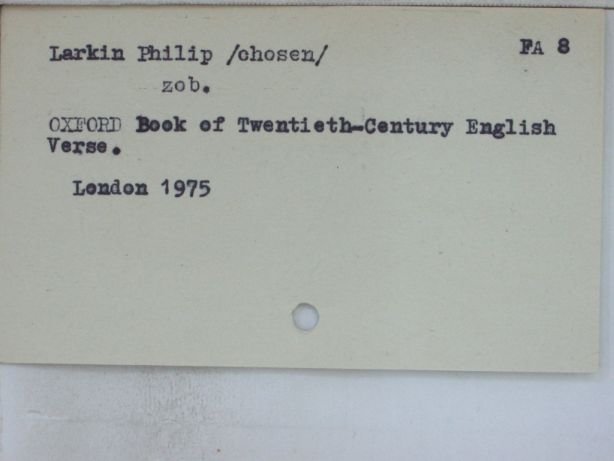 Larkin Philip /chosen/ FA 8
zob.
OXFORD Book of Twentieth-Century English
Verse.
London 1975